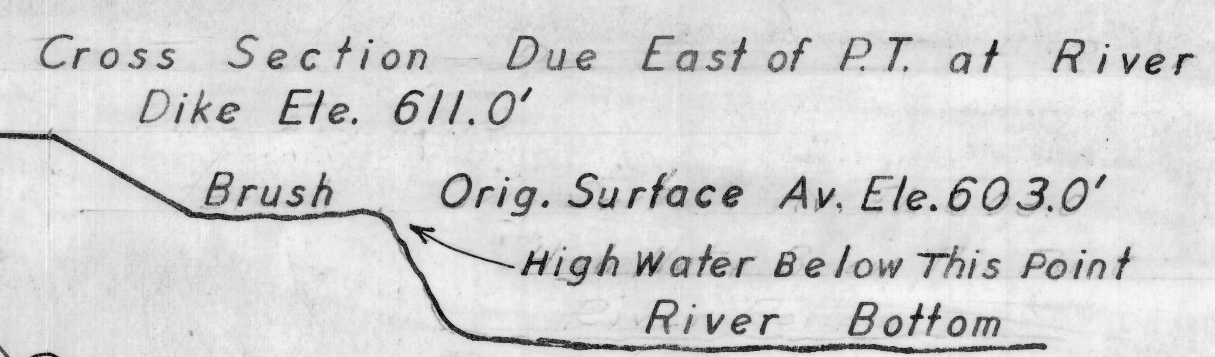 Cross Section Due East of P.T. at River
Dike Ele. 611.0'
Brush Orig. Surface Av. Ele. 603.0'
High Water Below This Point
River Bottom